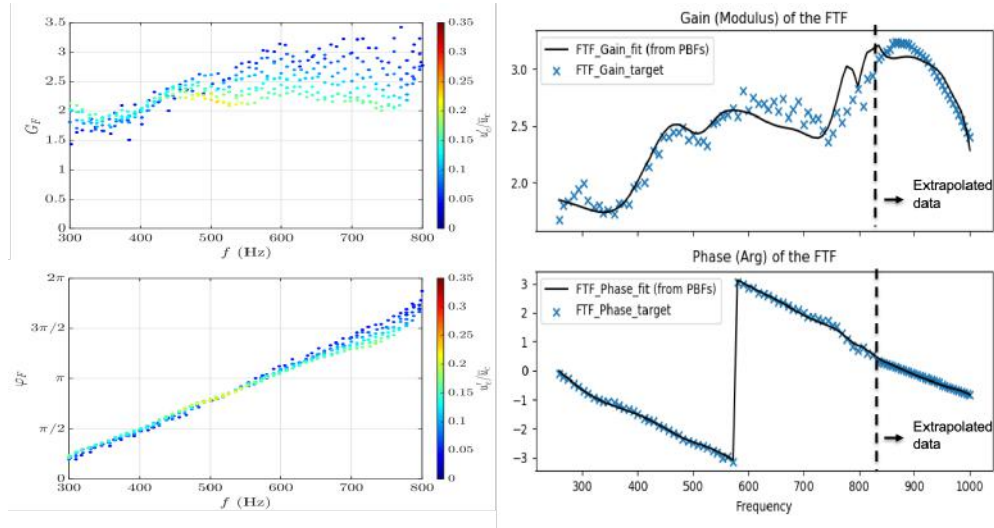 3.5
3
2.5
2
1.5
1
0.5
0
G_F
300 400 500 600 700 800
f (Hz)
0.35
0.3
0.25
0.2
0.15
0.1
0.05
0
u'_c/ū_c
2π
3π/2
π
π/2
0
φ_F
300 400 500 600 700 800
f (Hz)
0.35
0.3
0.25
0.2
0.15
0.1
0.05
0
u'_c/ū_c
Gain (Modulus) of the FTF
FTF_Gain_fit (from PBFs)
FTF_Gain_target
3.0
2.5
2.0
Extrapolated
data
Phase (Arg) of the FTF
FTF_Phase_fit (from PBFs)
FTF_Phase_target
3
2
1
0
-1
-2
-3
Extrapolated
data
300 400 500 600 700 800 900 1000
Frequency
Frequency